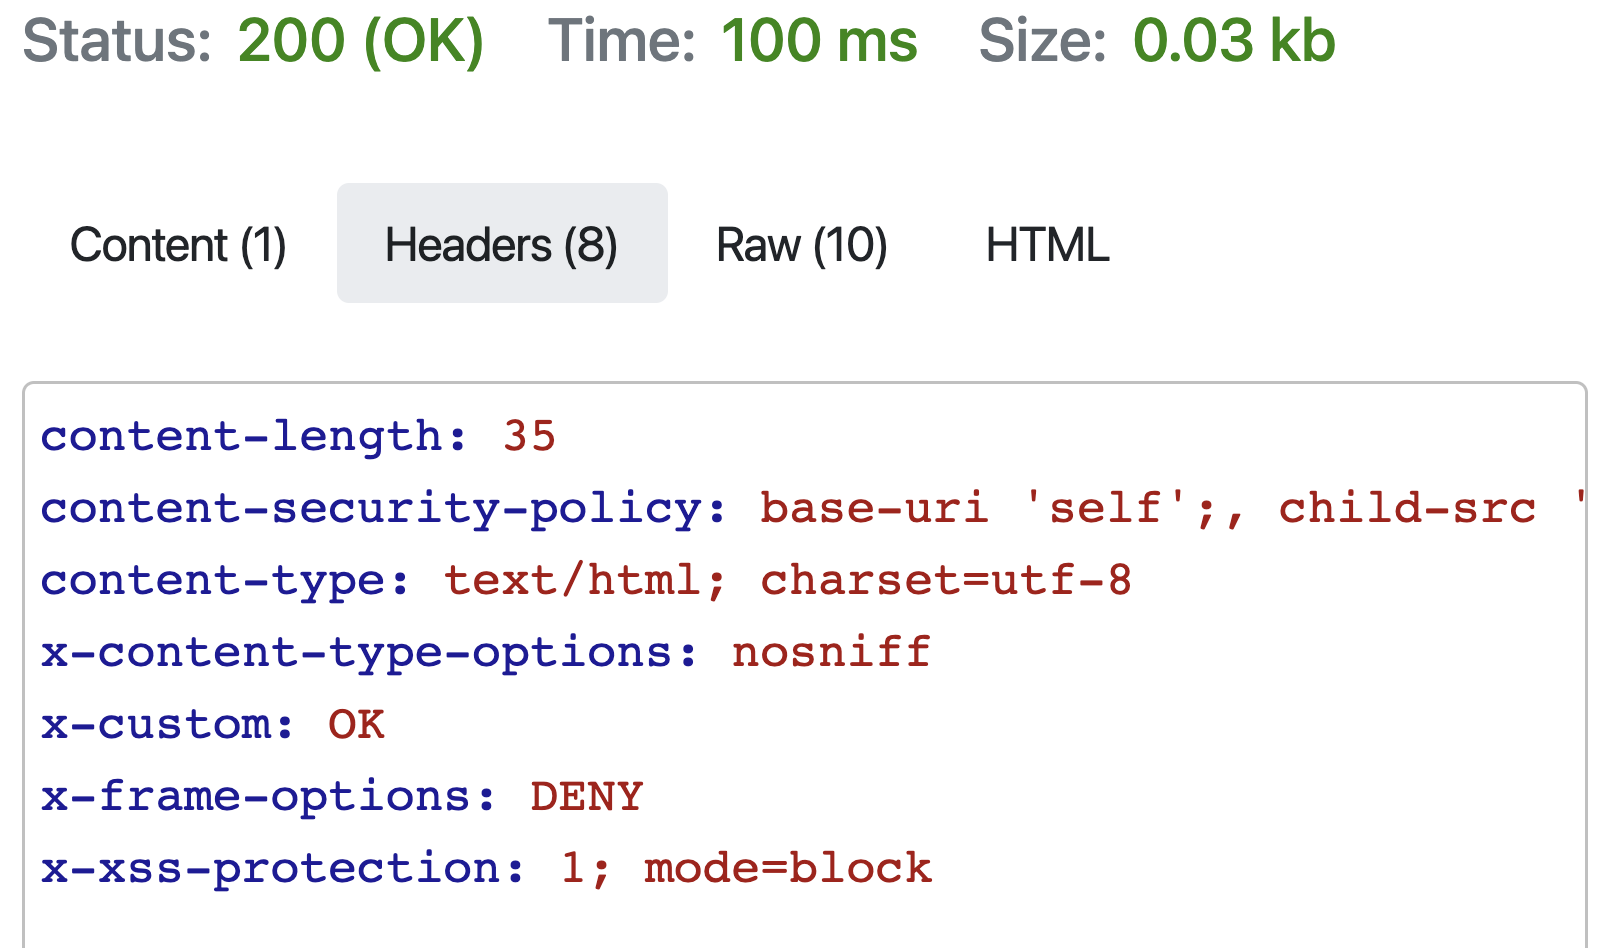 Status: 200 (OK) Time: 100 ms Size: 0.03 kb
Content (1) Headers (8) Raw (10) HTML
content-length: 35
content-security-policy: base-uri 'self';, child-src '
content-type: text/html; charset=utf-8
x-content-type-options: nosniff
x-custom: OK
x-frame-options: DENY
x-xss-protection: 1; mode=block